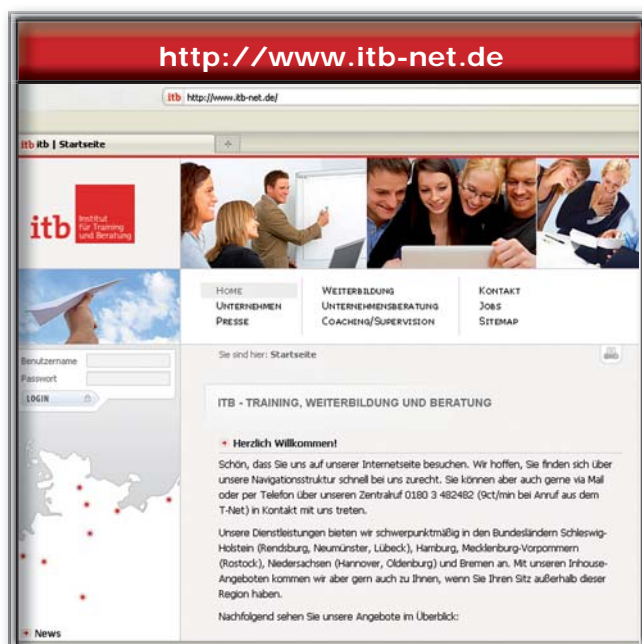 http://www.itb-net.de
itb http://www.itb-net.de/
itb itb | Startseite
itb Institut
für Training
und Beratung
HOME WEITERBILDUNG KONTAKT
UNTERNEHMEN UNTERNEHMENSBERATUNG JOBS
PRESSE COACHING/SUPERVISION SITEMAP
Sie sind hier: Startseite
Benutzername
Passwort
LOGIN
ITB - TRAINING, WEITERBILDUNG UND BERATUNG
Herzlich Willkommen!
Schön, dass Sie uns auf unserer Internetseite besuchen. Wir hoffen, Sie finden sich über
unsere Navigationsstruktur schnell bei uns zurecht. Sie können aber auch gerne via Mail
oder per Telefon über unseren Zentralruf 0180 3 482482 (9ct/min bei Anruf aus dem
T-Net) in Kontakt mit uns treten.
Unsere Dienstleistungen bieten wir schwerpunktmäßig in den Bundesländern Schleswig-
Holstein (Rendsburg, Neumünster, Lübeck), Hamburg, Mecklenburg-Vorpommern
(Rostock), Niedersachsen (Hannover, Oldenburg) und Bremen an. Mit unseren Inhouse-
Angeboten kommen wir aber gern auch zu Ihnen, wenn Sie Ihren Sitz außerhalb dieser
Region haben.
Nachfolgend sehen Sie unsere Angebote im Überblick:
News